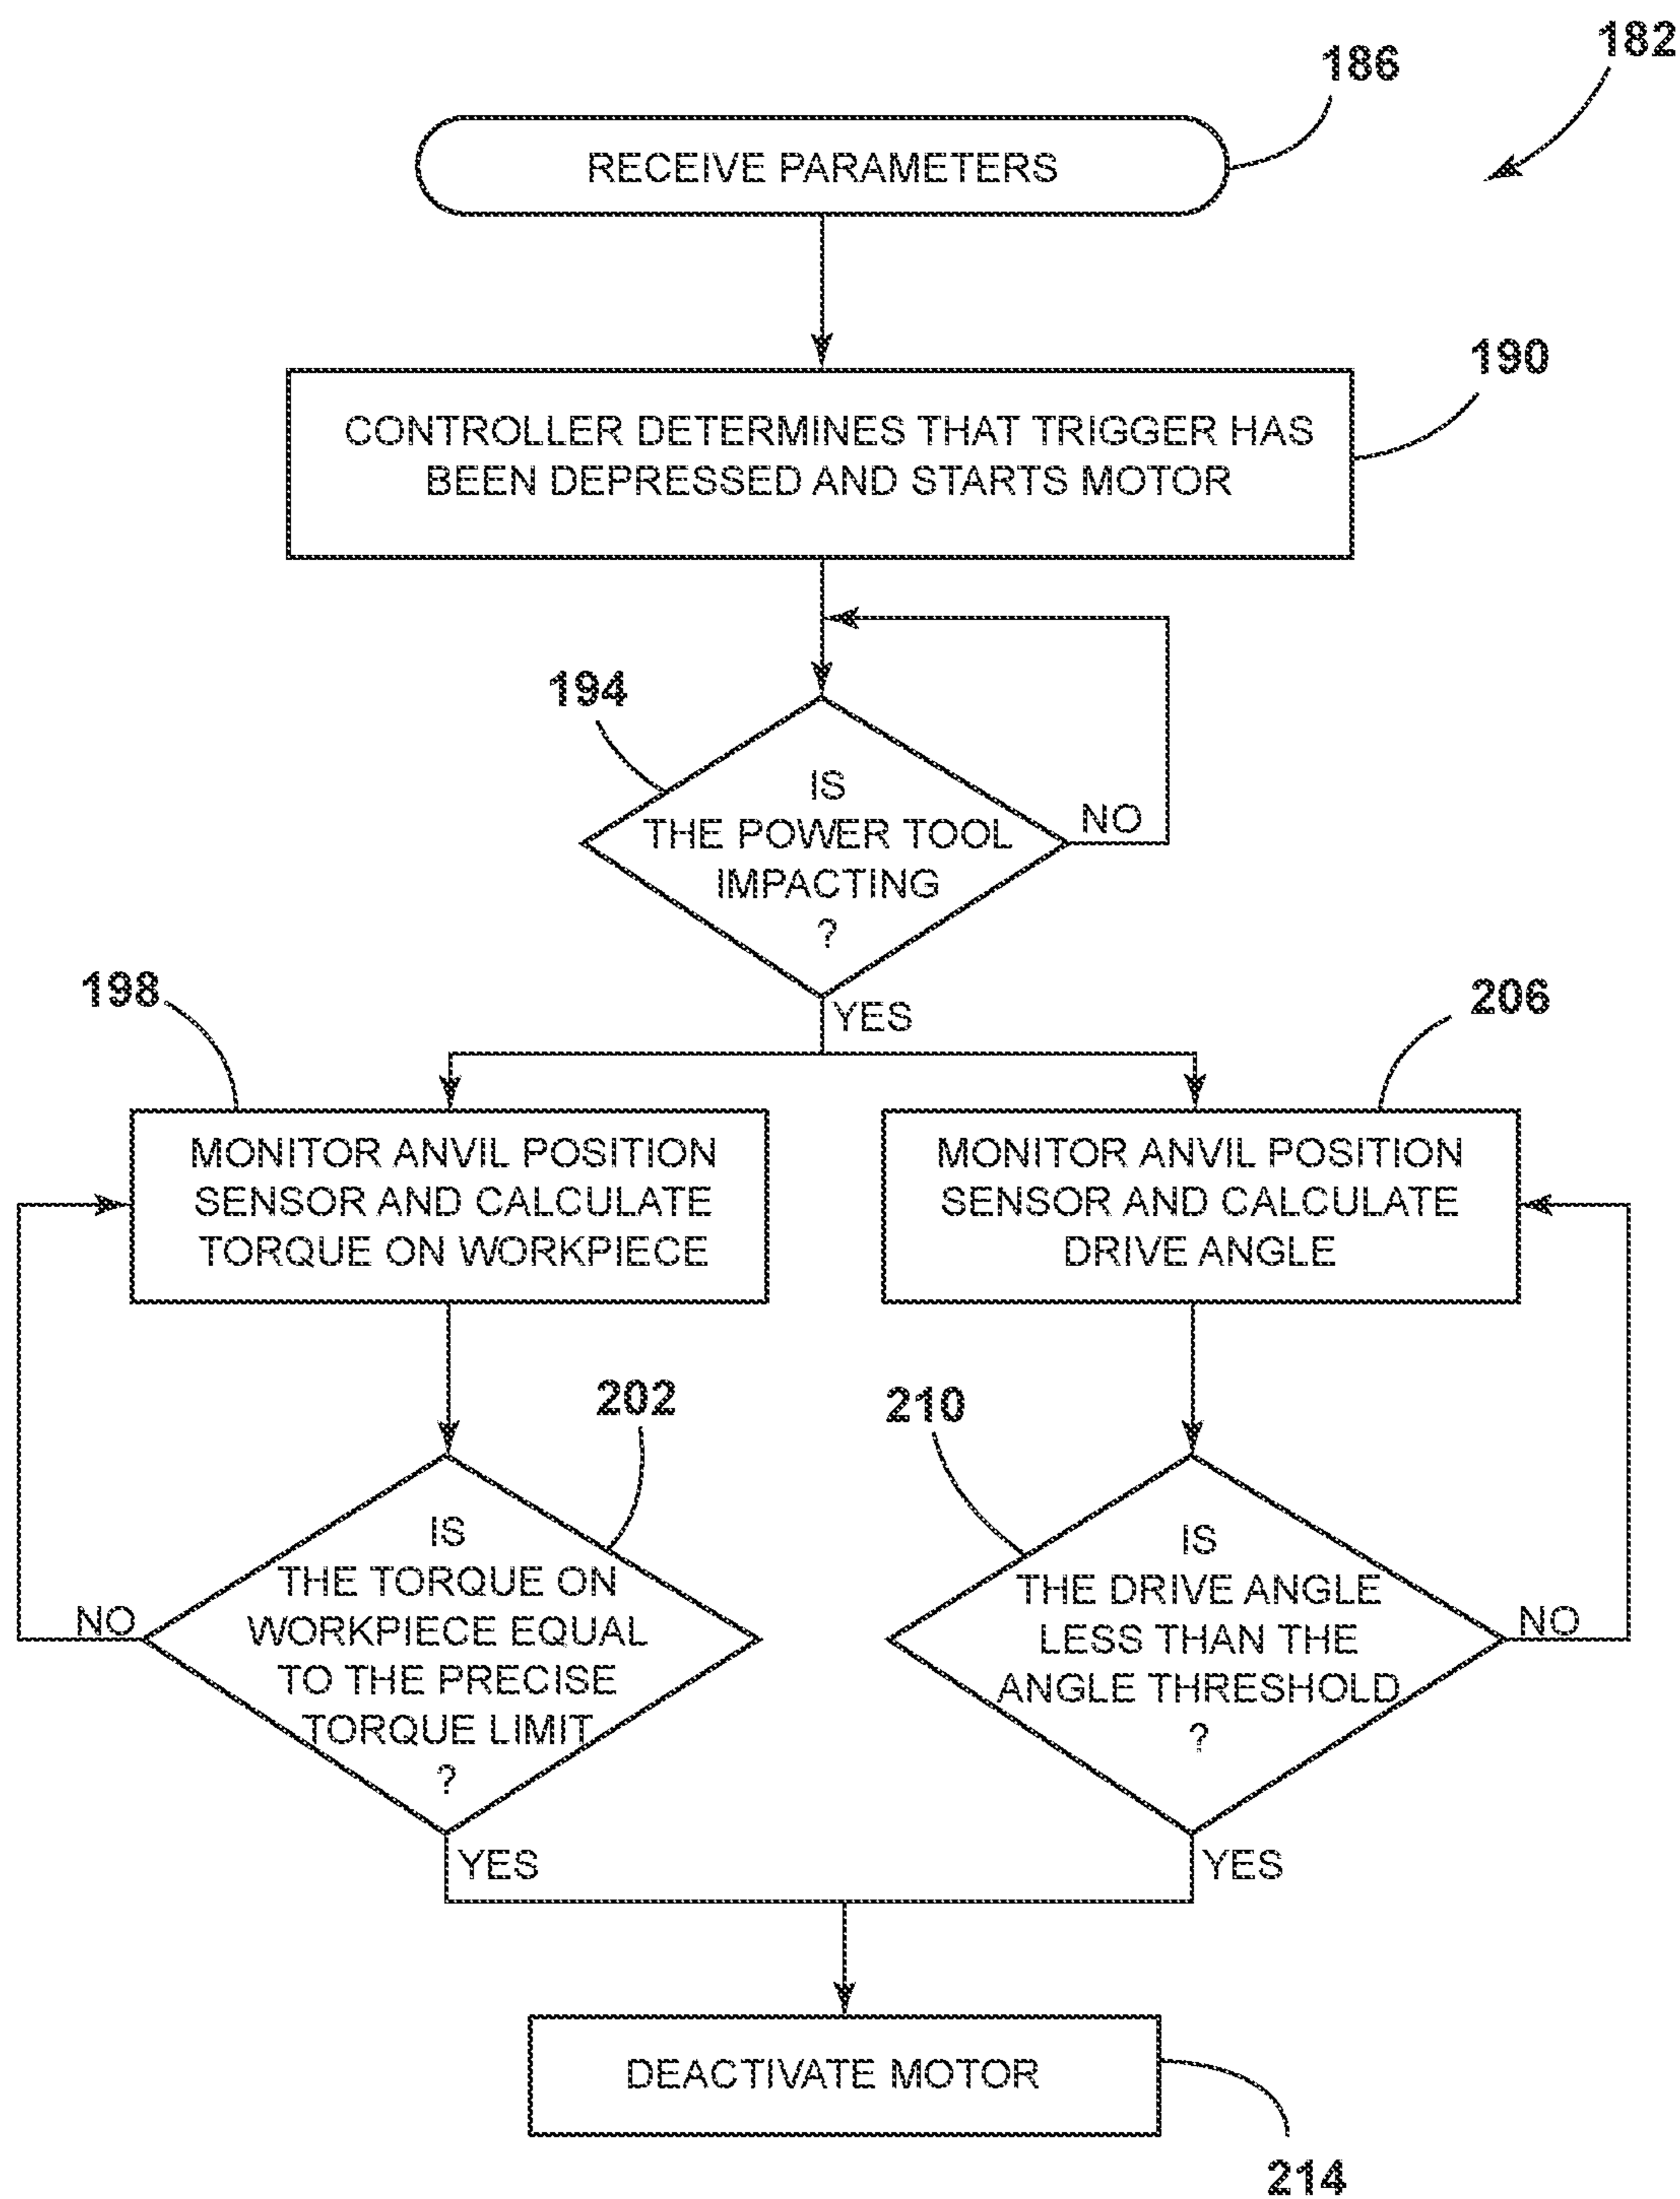 182
186
RECEIVE PARAMETERS
190
CONTROLLER DETERMINES THAT TRIGGER HAS
BEEN DEPRESSED AND STARTS MOTOR
194
IS
THE POWER TOOL
IMPACTING
?
NO
YES
198
MONITOR ANVIL POSITION
SENSOR AND CALCULATE
TORQUE ON WORKPIECE
206
MONITOR ANVIL POSITION
SENSOR AND CALCULATE
DRIVE ANGLE
202
IS
THE TORQUE ON
WORKPIECE EQUAL
TO THE PRECISE
TORQUE LIMIT
?
NO
YES
210
IS
THE DRIVE ANGLE
LESS THAN THE
ANGLE THRESHOLD
?
NO
YES
DEACTIVATE MOTOR
214